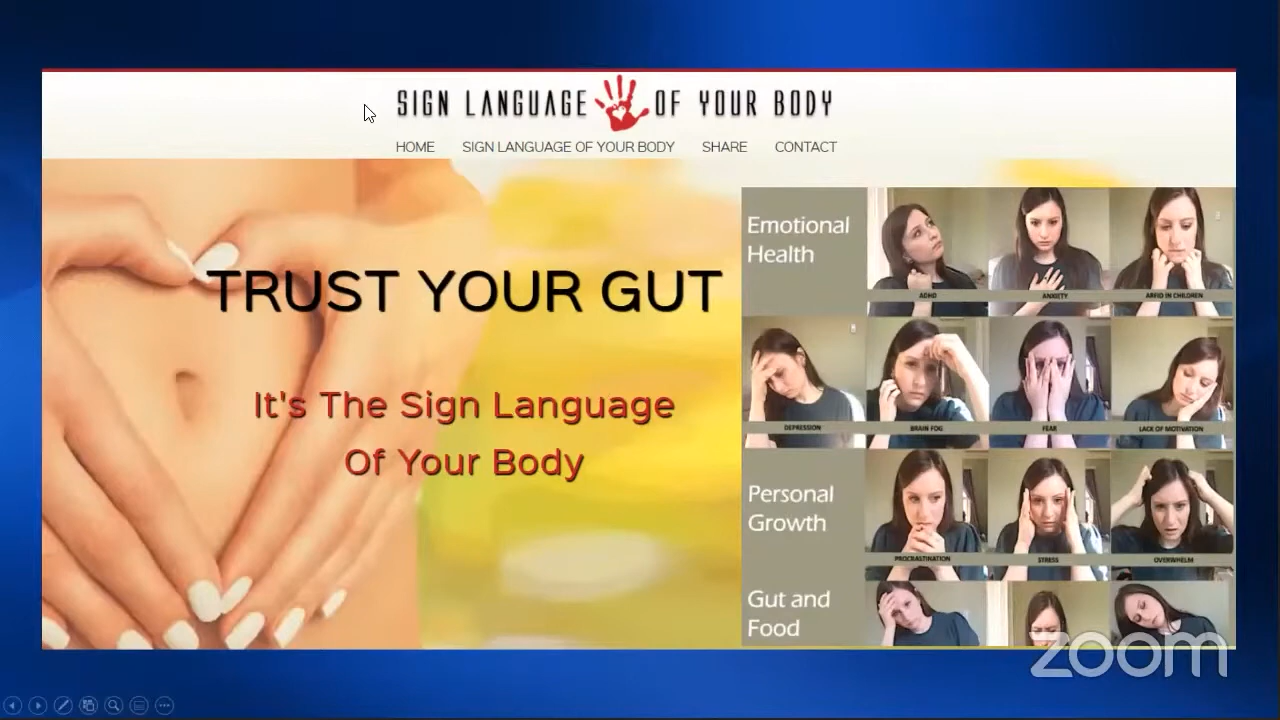 SIGN LANGUAGE OF YOUR BODY
HOME SIGN LANGUAGE OF YOUR BODY SHARE CONTACT
TRUST YOUR GUT
It's The Sign Language
Of Your Body
Emotional
Health
ADHD ANXIETY ARFID IN CHILDREN
DEPRESSION BRAIN FOG FEAR LACK OF MOTIVATION
Personal
Growth
PROCRASTINATION STRESS OVERWHELM
Gut and
Food
zoom